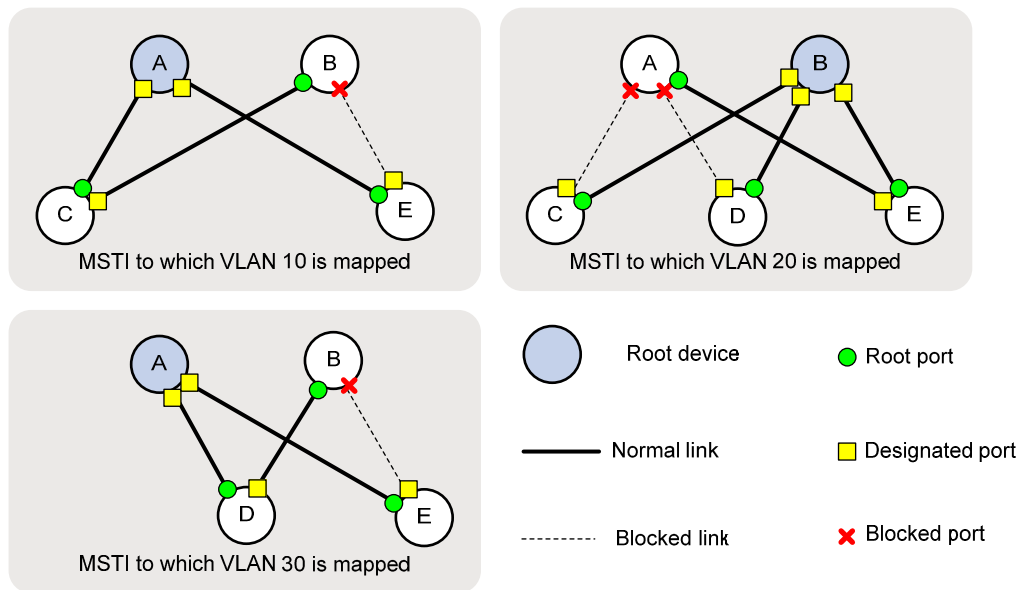 A
B
C
E
MSTI to which VLAN 10 is mapped
A
B
C
D
E
MSTI to which VLAN 20 is mapped
A
B
D
E
MSTI to which VLAN 30 is mapped
Root device
Root port
Normal link
Designated port
Blocked link
Blocked port